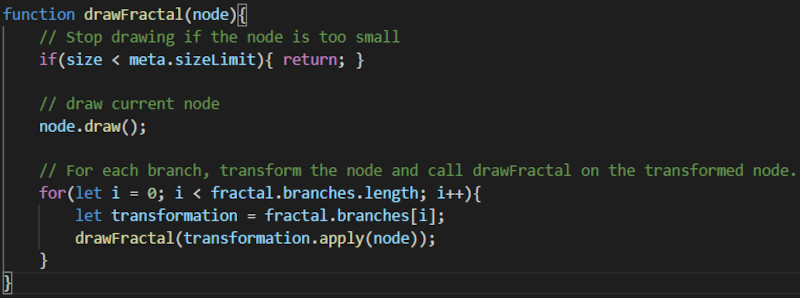 function drawFractal(node){
    // Stop drawing if the node is too small
    if(size < meta.sizeLimit){ return; }

    // draw current node
    node.draw();

    // For each branch, transform the node and call drawFractal on the transformed node.
    for(let i = 0; i < fractal.branches.length; i++){
        let transformation = fractal.branches[i];
        drawFractal(transformation.apply(node));
    }
}